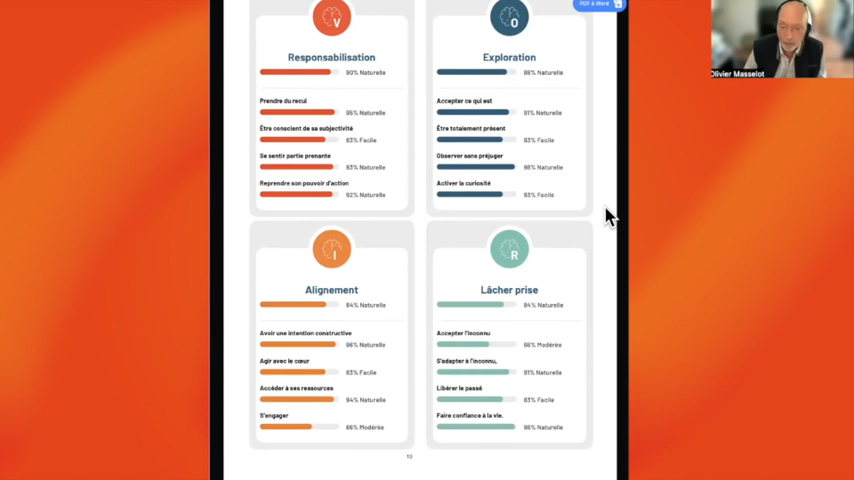 PDF à Word
Olivier Masselot
V
Responsabilisation
90% Naturelle
Prendre du recul
95% Naturelle
Être conscient de sa subjectivité
83% Facile
Se sentir partie prenante
93% Naturelle
Reprendre son pouvoir d'action
92% Naturelle
O
Exploration
88% Naturelle
Accepter ce qui est
91% Naturelle
Être totalement présent
83% Facile
Observer sans préjuger
98% Naturelle
Activer la curiosité
83% Facile
I
Alignement
84% Naturelle
Avoir une intention constructive
96% Naturelle
Agir avec le cœur
83% Facile
Accéder à ses ressources
94% Naturelle
S'engager
66% Modérée
R
Lâcher prise
84% Naturelle
Accepter l'inconnu
66% Modérée
S'adapter à l'inconnu,
91% Naturelle
Libérer le passé
83% Facile
Faire confiance à la vie.
98% Naturelle
10